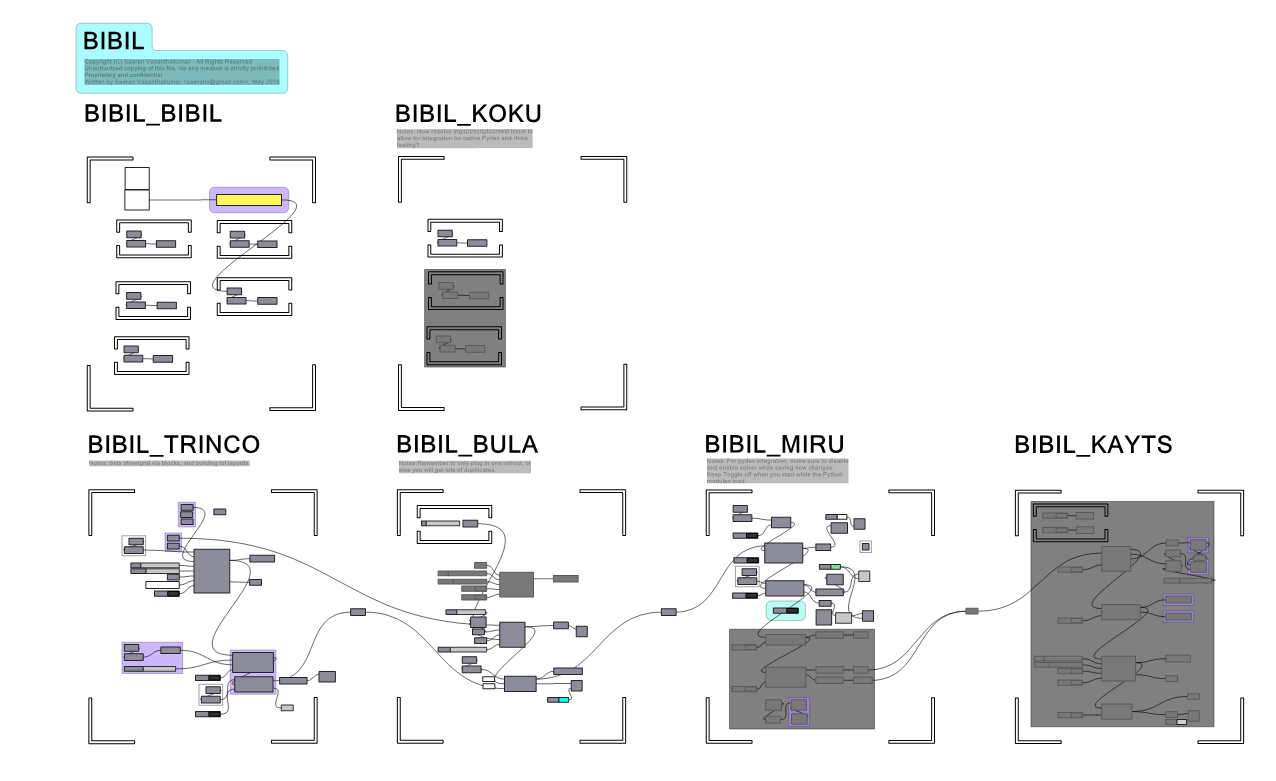 BIBIL
Copyright (C) Saeran Vasanthakumar - All Rights Reserved
Unauthorized copying of this file, via any medium is strictly prohibited
Proprietary and confidential
Written by Saeran Vasanthakumar <saeranv@gmail.com>, May
BIBIL_BIBIL
BIBIL_KOKU
Notes: How resolve import/scriptcontext issue to
allow for integration for native Pydev and rhino
testing?
BIBIL_TRINCO
Notes: Gets streetgrid via blocks, and building lot layouts.
BIBIL_BULA
Notes:Remember to only plug in one refroot, or
else you will get lots of duplicates.
BIBIL_MIRU
Notes: For pydev integration, make sure to disable
and enable solver while saving new changes.
Keep Toggle off when you start while the Python
modules load.
BIBIL_KAYTS